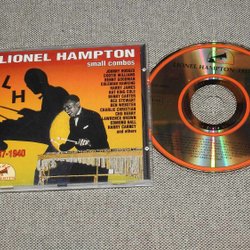 LIONEL HAMPTON
small combos
JOHNNY HODGES
COOTIE WILLIAMS
BENNY GOODMAN
COLEMAN HAWKINS
HARRY JAMES
NAT KING COLE
BENNY CARTER
REX STEWART
BEN WEBSTER
CHARLIE CHRISTIAN
CHU BERRY
LAWRENCE BROWN
EDMOND HALL
HARRY CARNEY
and others
L
H
37-1940
LIONEL HAMPTON